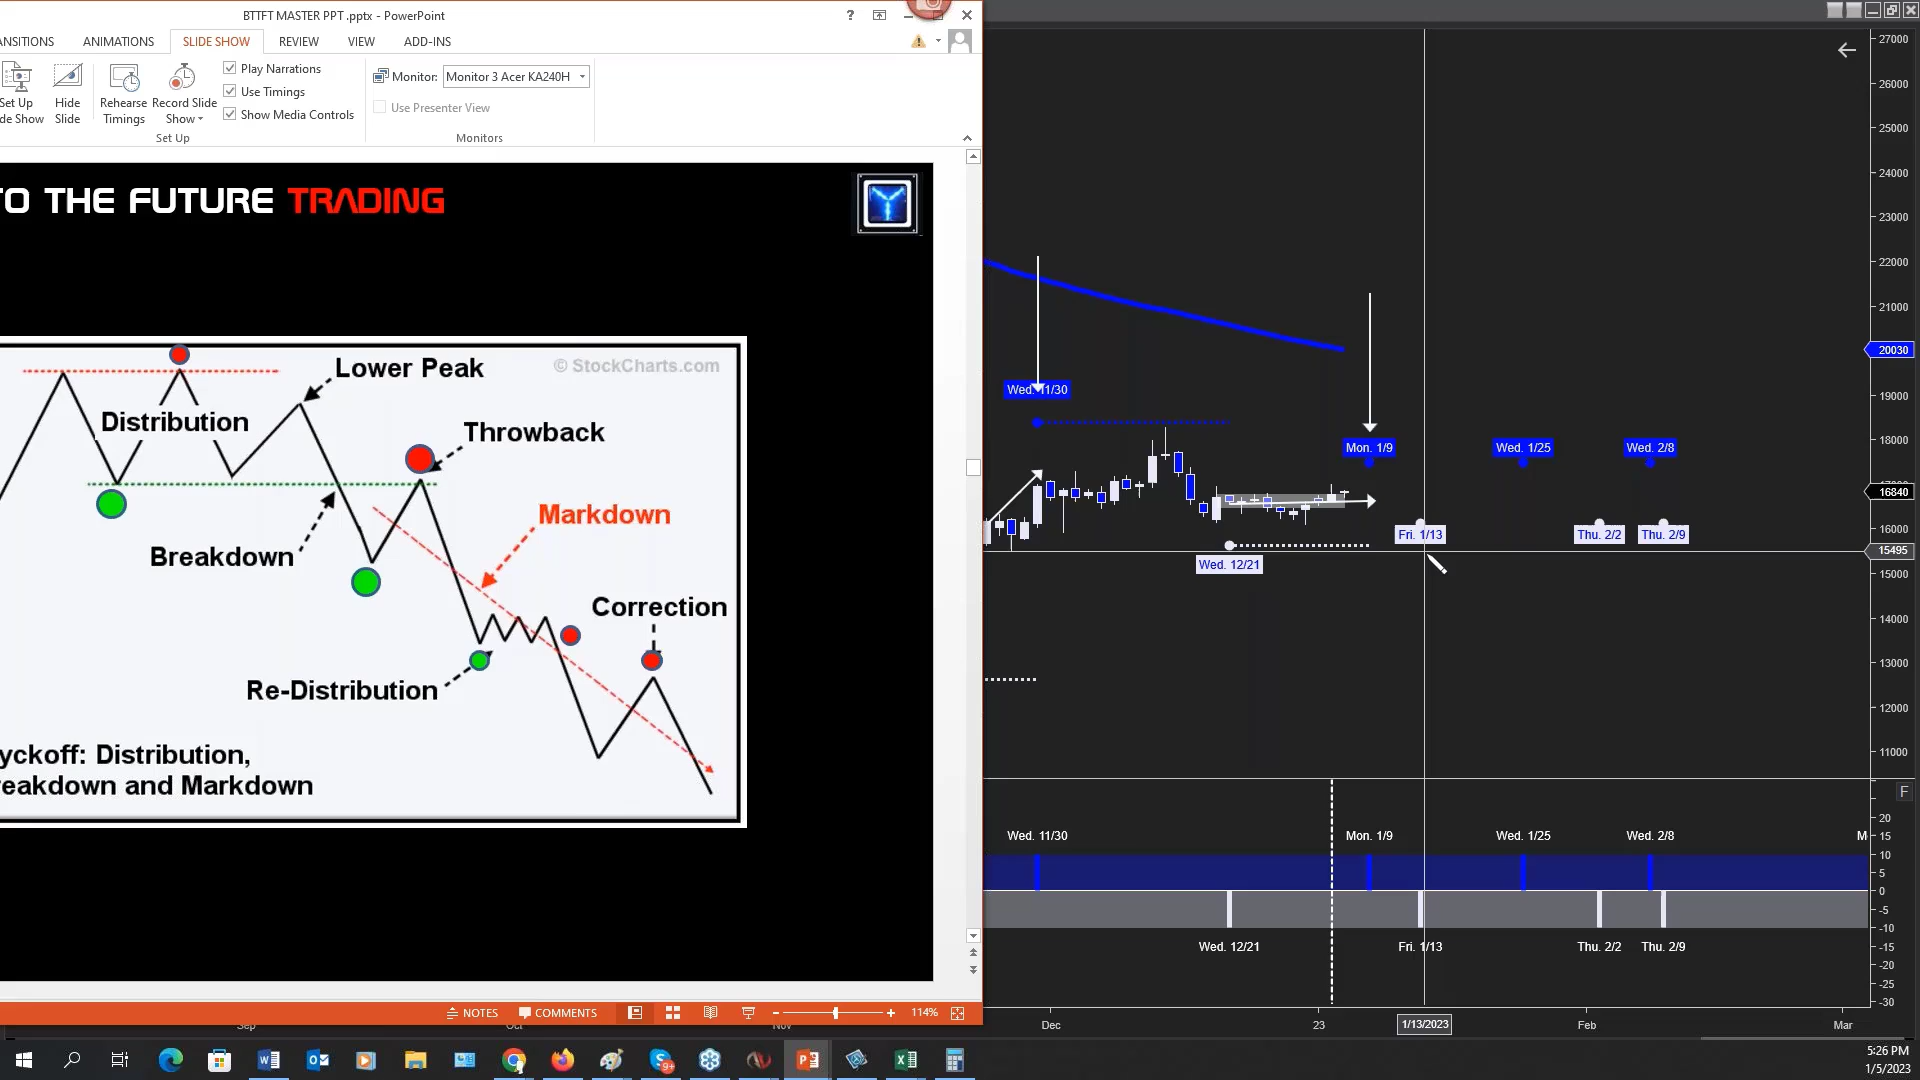 BTTFT MASTER PPT .pptx - PowerPoint
?
ANSITIONS ANIMATIONS SLIDE SHOW REVIEW VIEW ADD-INS
Set Up
de Show
Hide
Slide
Rehearse
Timings
Record Slide
Show
Play Narrations
Use Timings
Show Media Controls
Set Up
Monitor: Monitor 3 Acer KA240H
Use Presenter View
Monitors
TO THE FUTURE TRADING
© StockCharts.com
Lower Peak
Distribution
Throwback
Markdown
Breakdown
Correction
Re-Distribution
yckoff: Distribution,
eakdown and Markdown
NOTES COMMENTS 114%
27000
26000
25000
24000
23000
22000
21000
20030
19000
18000
16840
16000
15495
15000
14000
13000
12000
11000
Wed. 11/30
Mon. 1/9
Wed. 1/25
Wed. 2/8
Fri. 1/13
Thu. 2/2
Thu. 2/9
Wed. 12/21
F
Wed. 11/30 Mon. 1/9 Wed. 1/25 Wed. 2/8 M
20
15
10
5
0
-5
-10
-15
-20
-25
-30
Wed. 12/21 Fri. 1/13 Thu. 2/2 Thu. 2/9
Sep Oct Nov Dec 23 1/13/2023 Feb Mar
9+
5:26 PM
1/5/2023